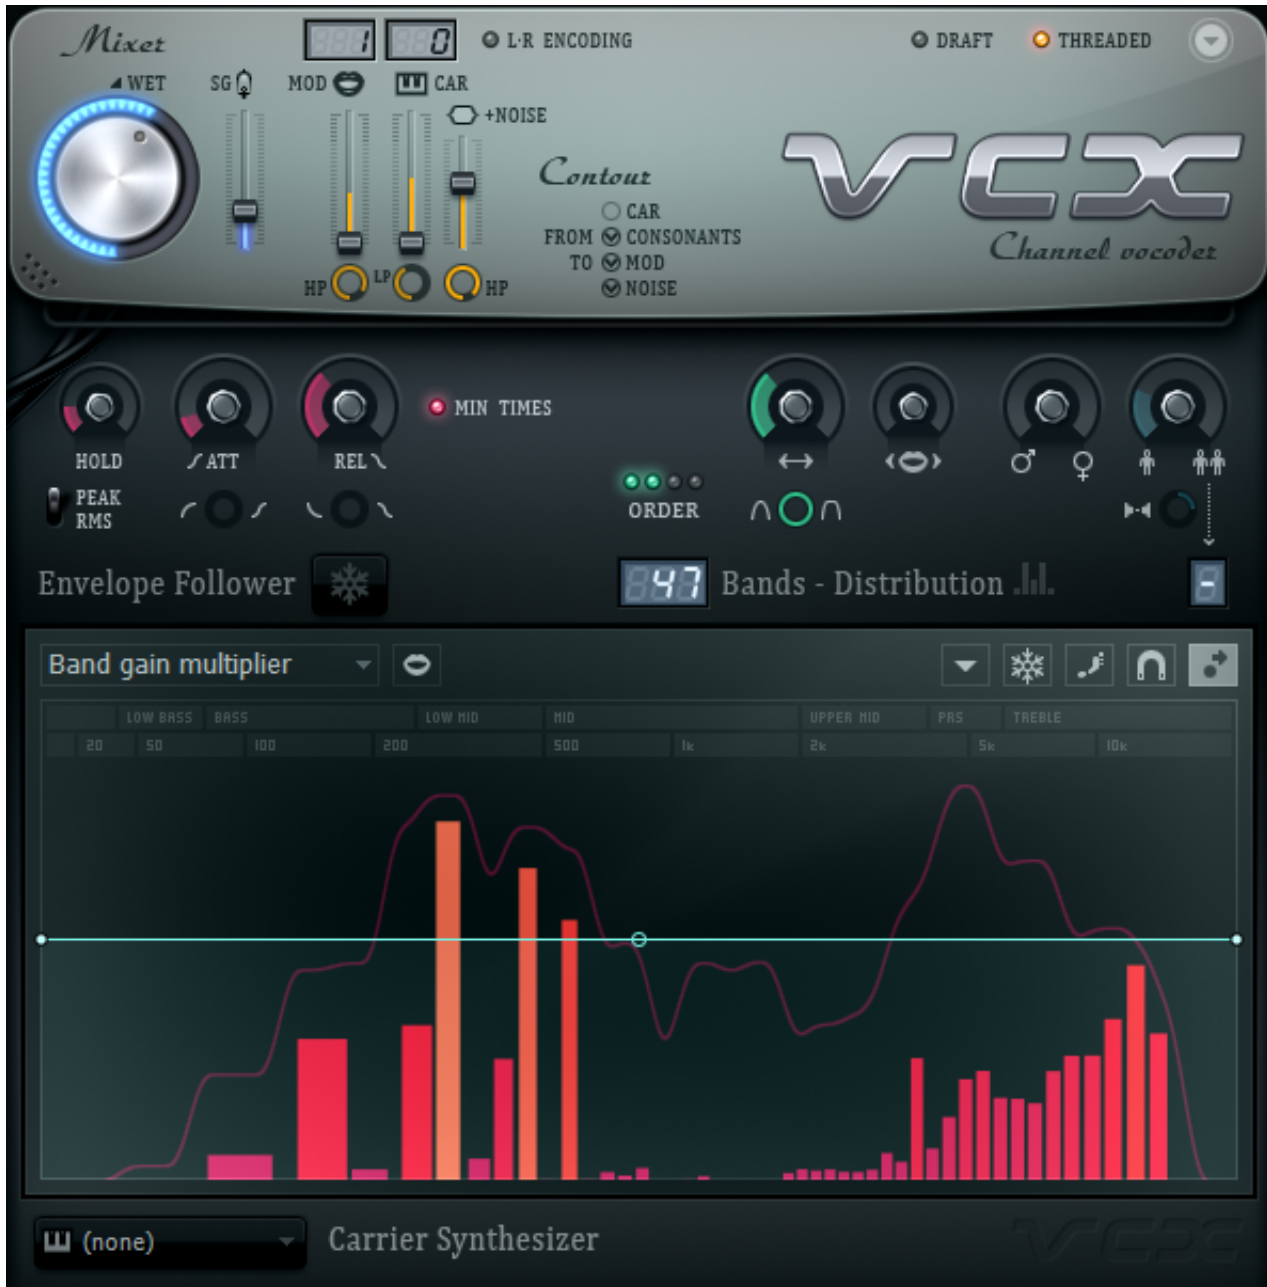 Mixer
1 0
L·R ENCODING
DRAFT
THREADED
WET
SG
MOD
CAR
+NOISE
VCX
Channel vocoder
Contour
CAR
FROM CONSONANTS
TO MOD
NOISE
HP LP HP
MIN TIMES
HOLD
ATT
REL
PEAK
RMS
ORDER
Envelope Follower
47 Bands - Distribution -
Band gain multiplier
LOW BASS BASS LOW MID MID UPPER MID PRS TREBLE
20 50 100 200 500 1k 2k 5k 10k
(none) Carrier Synthesizer
VCX